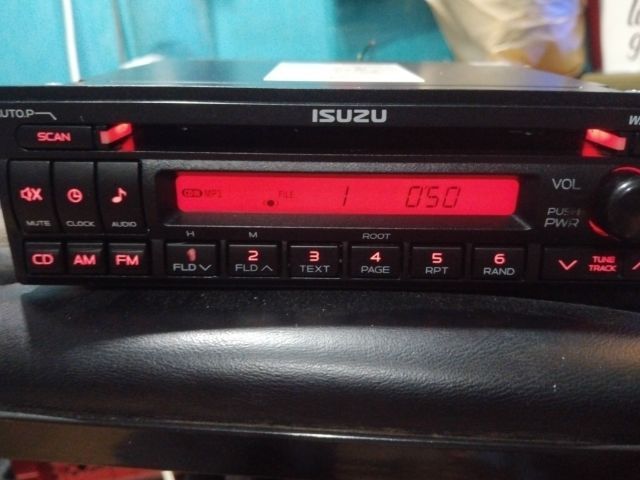 AUTO.P
ISUZU
SCAN
CD-R MP3 FILE 1 0'50
VOL
PUSH
PWR
MUTE CLOCK AUDIO
H M ROOT
CD AM FM
1 FLD
2 FLD
3 TEXT
4 PAGE
5 RPT
6 RAND
TUNE
TRACK